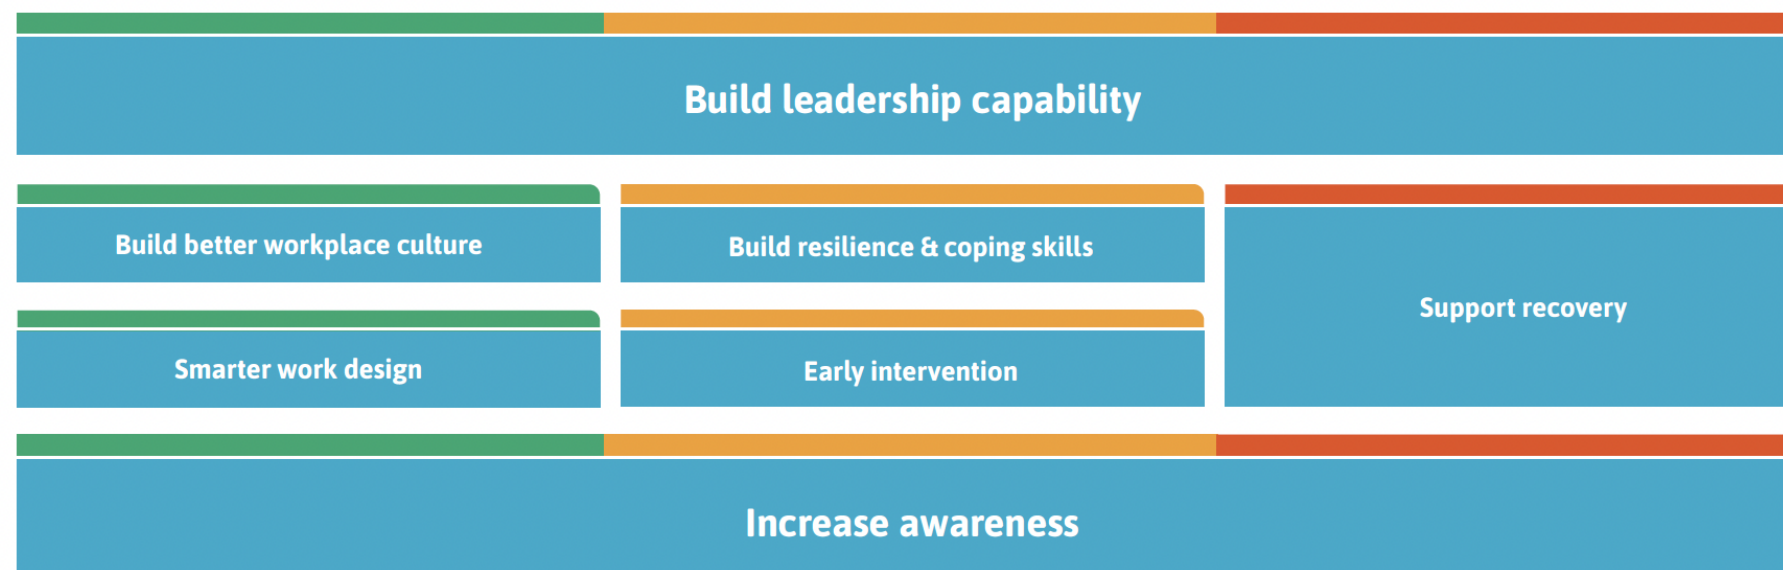 Build leadership capability
Build better workplace culture
Build resilience & coping skills
Support recovery
Smarter work design
Early intervention
Increase awareness